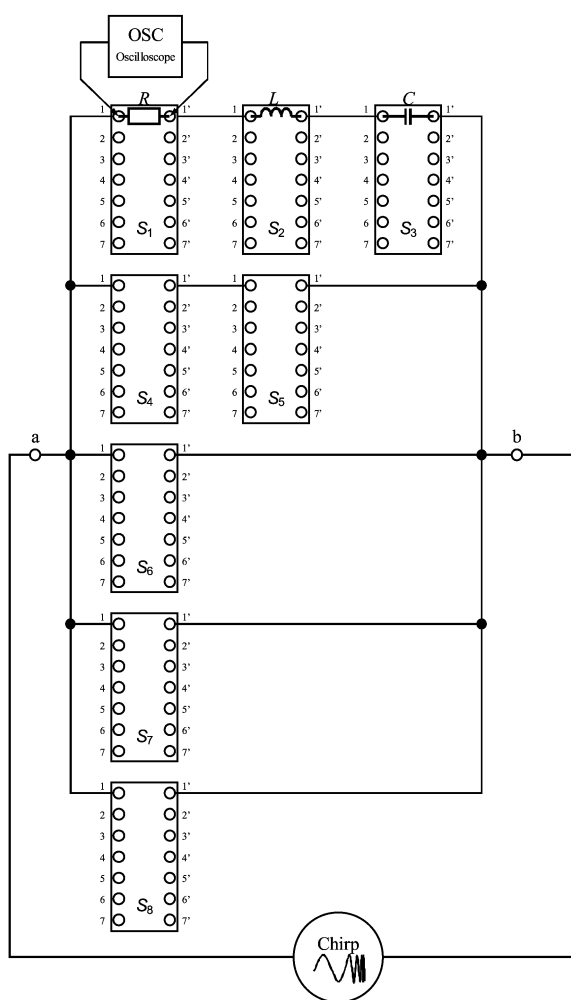 OSC
Oscilloscope
R L C
1 1' 1 1' 1 1'
2 2' 2 2' 2 2'
3 3' 3 3' 3 3'
4 4' 4 4' 4 4'
5 5' 5 5' 5 5'
6 6' 6 6' 6 6'
S1 S2 S3
7 7' 7 7' 7 7'
1 1' 1 1'
2 2' 2 2'
3 3' 3 3'
4 4' 4 4'
5 5' 5 5'
6 6' 6 6'
S4 S5
7 7' 7 7'
a b
1 1'
2 2'
3 3'
4 4'
5 5'
6 6'
S6
7 7'
1 1'
2 2'
3 3'
4 4'
5 5'
6 6'
S7
7 7'
1 1'
2 2'
3 3'
4 4'
5 5'
6 6'
S8
7 7'
Chirp